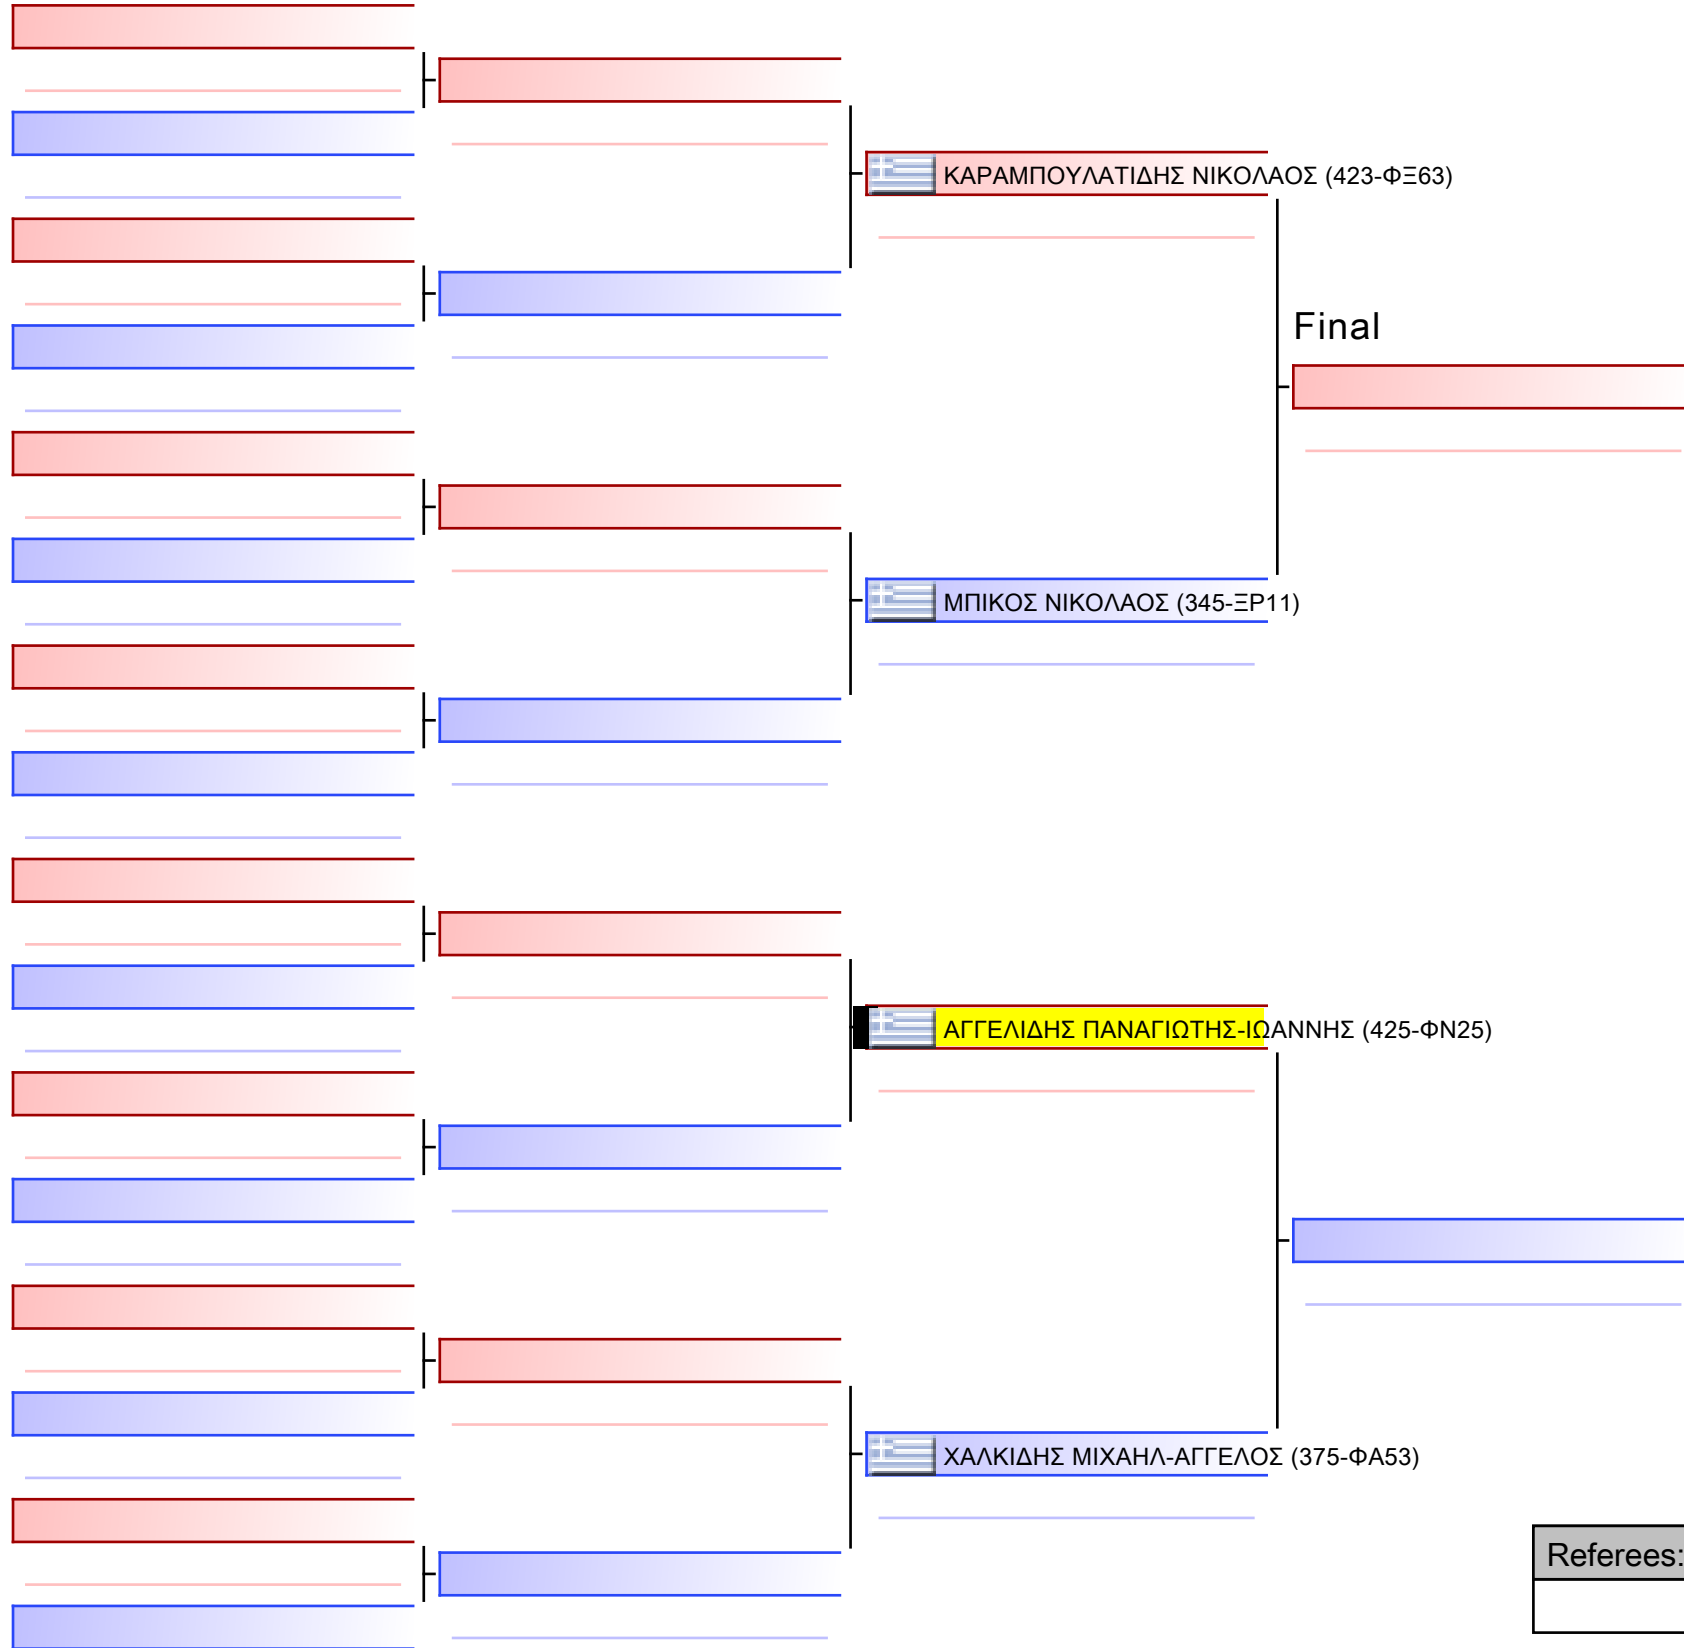 ΚΑΡΑΜΠΟΥΛΑΤΙΔΗΣ ΝΙΚΟΛΑΟΣ (423-ΦΞ63)
Final
ΜΠΙΚΟΣ ΝΙΚΟΛΑΟΣ (345-ΞΡ11)
ΑΓΓΕΛΙΔΗΣ ΠΑΝΑΓΙΩΤΗΣ-ΙΩΑΝΝΗΣ (425-ΦΝ25)
ΧΑΛΚΙΔΗΣ ΜΙΧΑΗΛ-ΑΓΓΕΛΟΣ (375-ΦΑ53)
Referees: